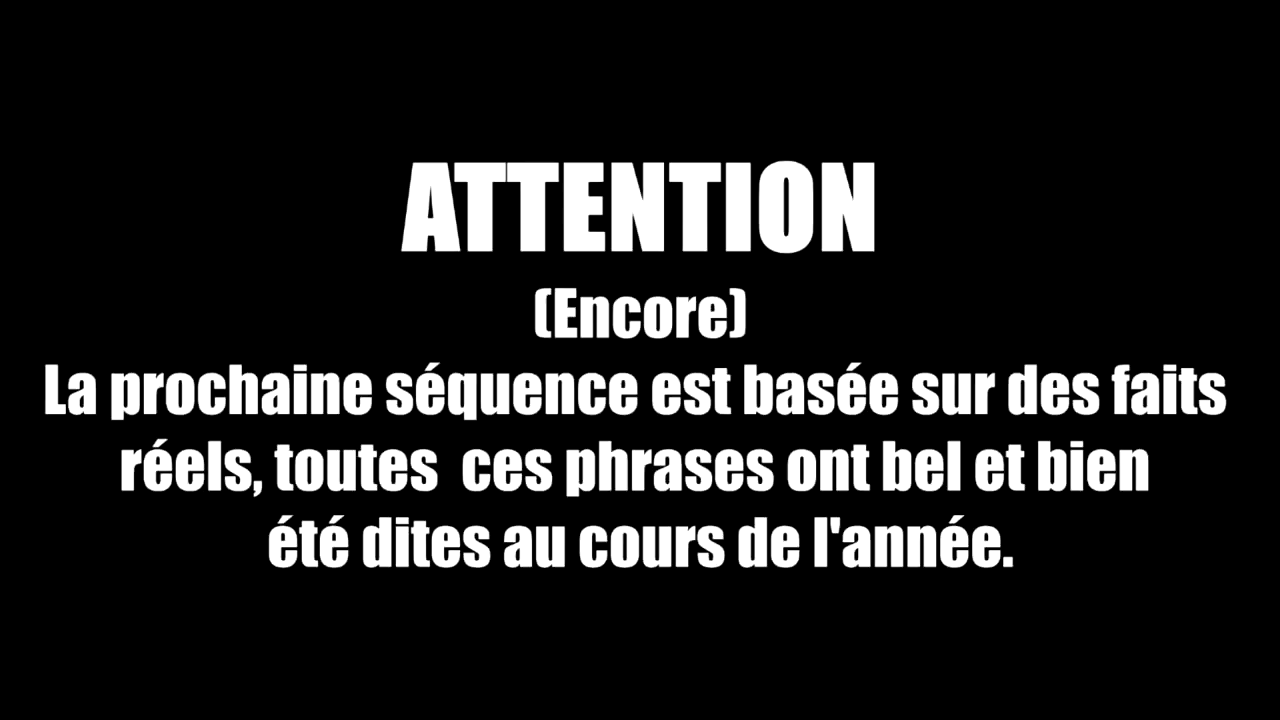 ATTENTION
(Encore)
La prochaine séquence est basée sur des faits
réels, toutes  ces phrases ont bel et bien
été dites au cours de l'année.